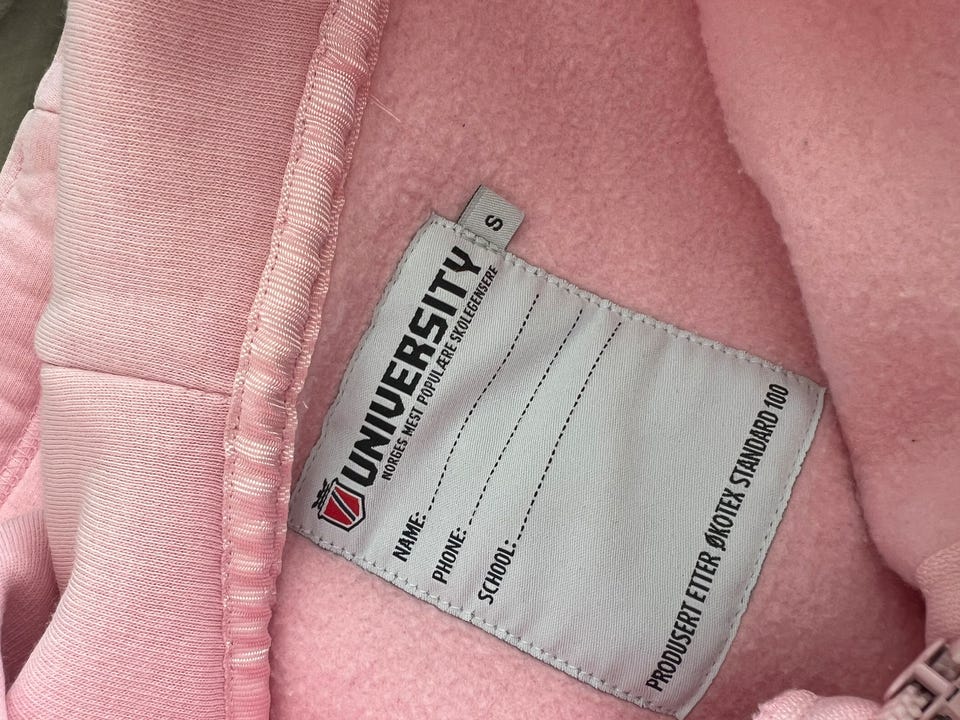 S
UNIVERSITY
NORGES MEST POPULÆRE SKOLEGENSERE
NAME:
PHONE:
SCHOOL:
PRODUSERT ETTER ØKOTEX STANDARD 100